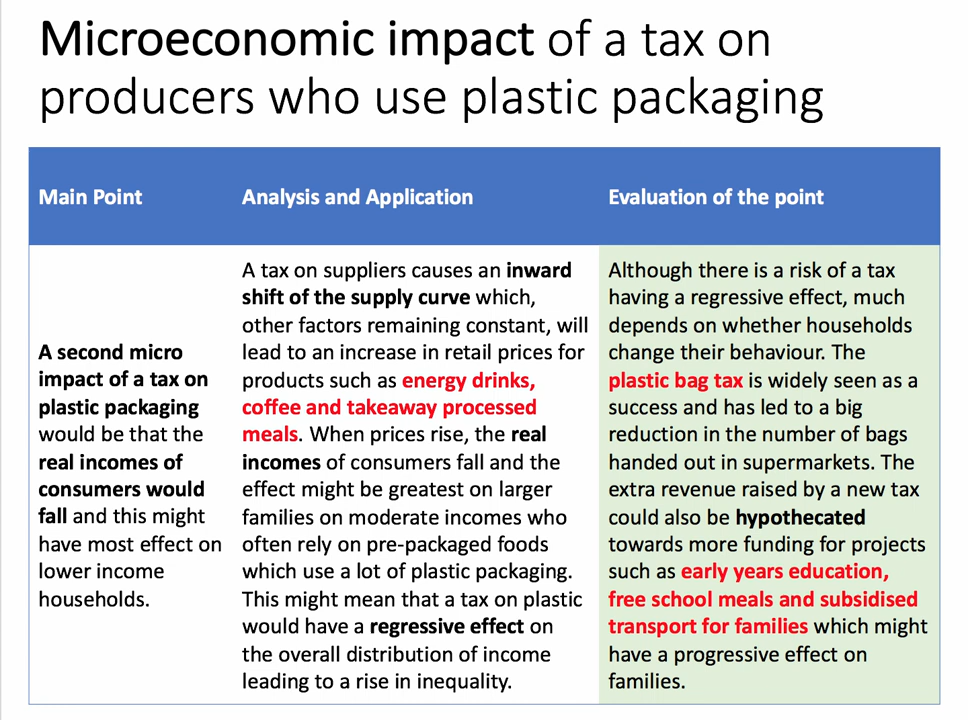 Microeconomic impact of a tax on
producers who use plastic packaging
Main Point
Analysis and Application
Evaluation of the point
A second micro
impact of a tax on
plastic packaging
would be that the
real incomes of
consumers would
fall and this might
have most effect on
lower income
households.
A tax on suppliers causes an inward
shift of the supply curve which,
other factors remaining constant, will
lead to an increase in retail prices for
products such as energy drinks,
coffee and takeaway processed
meals. When prices rise, the real
incomes of consumers fall and the
effect might be greatest on larger
families on moderate incomes who
often rely on pre-packaged foods
which use a lot of plastic packaging.
This might mean that a tax on plastic
would have a regressive effect on
the overall distribution of income
leading to a rise in inequality.
Although there is a risk of a tax
having a regressive effect, much
depends on whether households
change their behaviour. The
plastic bag tax is widely seen as a
success and has led to a big
reduction in the number of bags
handed out in supermarkets. The
extra revenue raised by a new tax
could also be hypothecated
towards more funding for projects
such as early years education,
free school meals and subsidised
transport for families which might
have a progressive effect on
families.